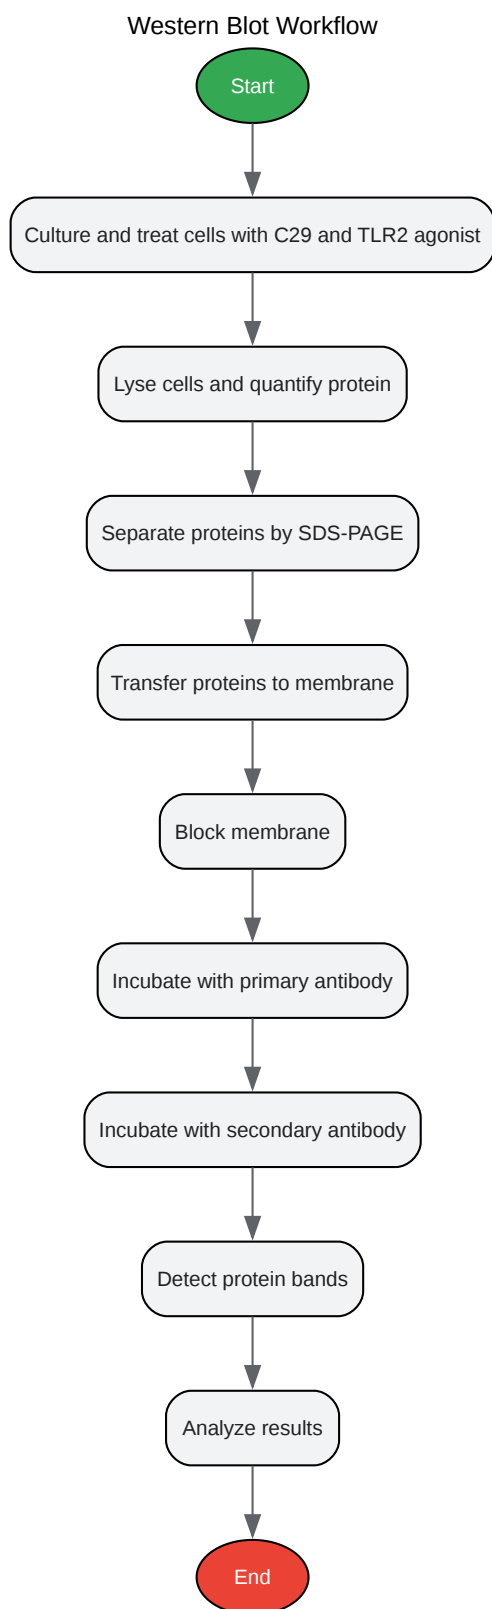 Western Blot Workflow
Start
Culture and treat cells with C29 and TLR2 agonist
Lyse cells and quantify protein
Separate proteins by SDS-PAGE
Transfer proteins to membrane
Block membrane
Incubate with primary antibody
Incubate with secondary antibody
Detect protein bands
Analyze results
End